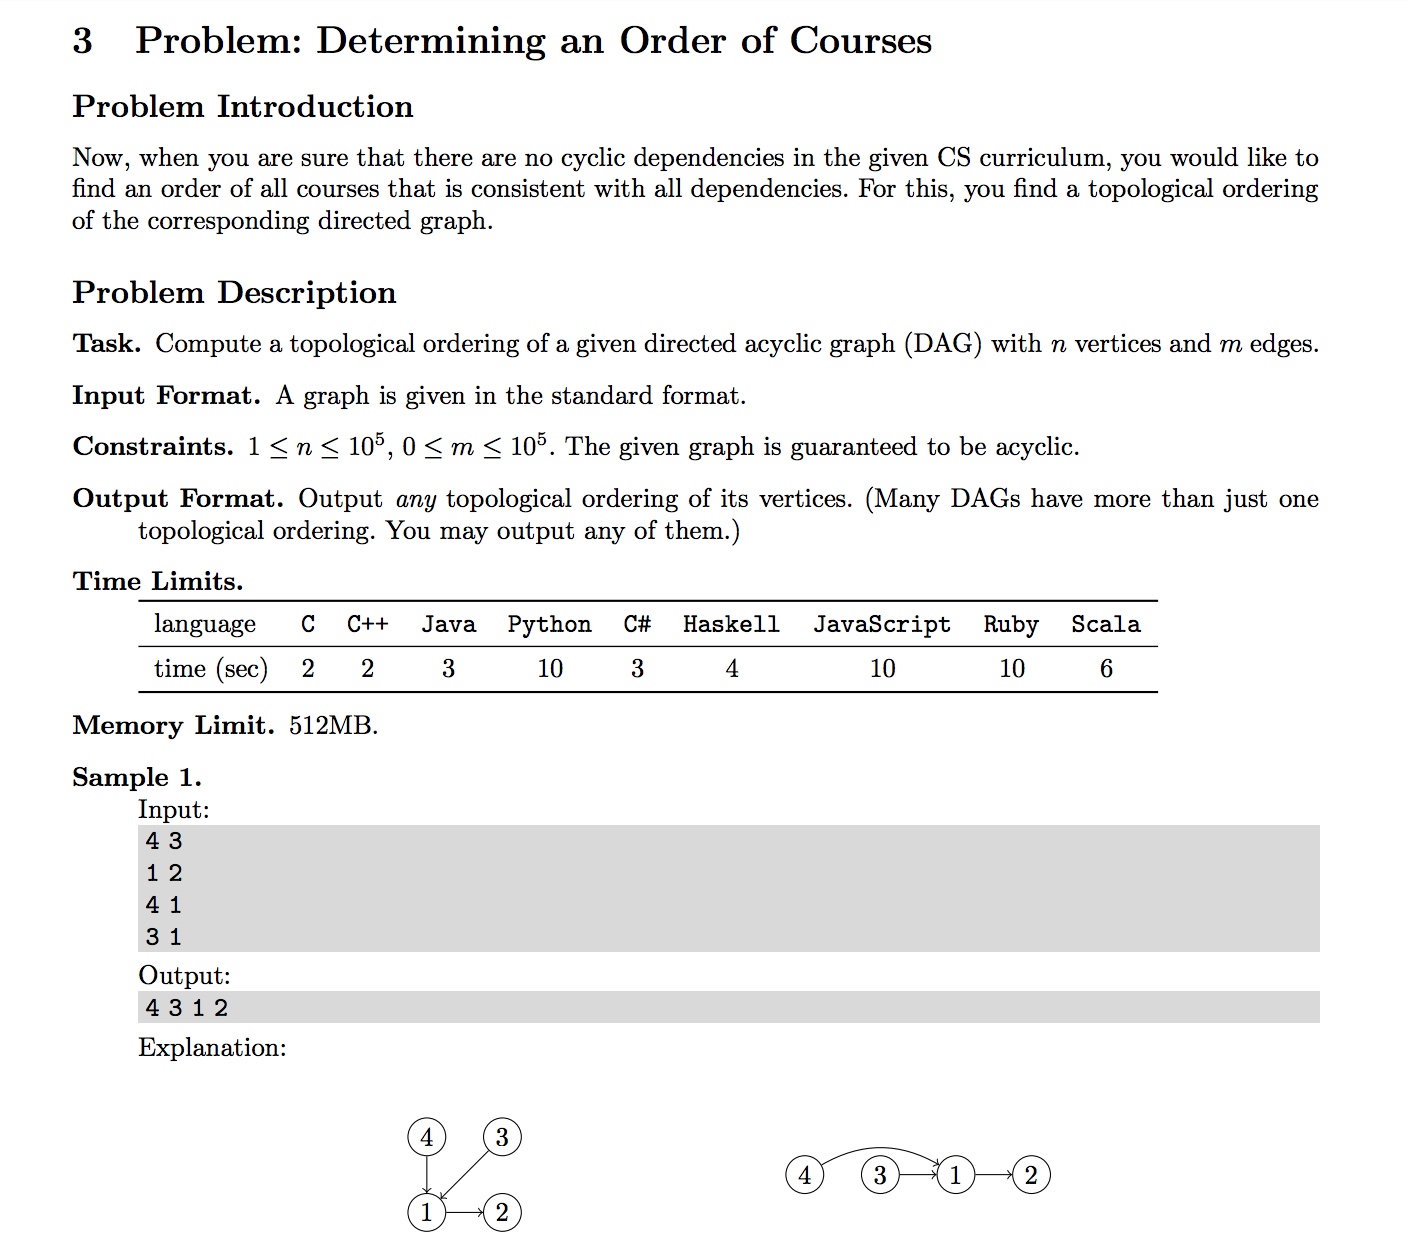 3 Problem: Determining an Order of Courses
Problem Introduction
Now, when you are sure that there are no cyclic dependencies in the given CS curriculum, you would like to
find an order of all courses that is consistent with all dependencies. For this, you find a topological ordering
of the corresponding directed graph.
Problem Description
Task. Compute a topological ordering of a given directed acyclic graph (DAG) with n vertices and m edges.
Input Format. A graph is given in the standard format.
Constraints. 1 ≤ n ≤ 10⁵, 0 ≤ m ≤ 10⁵. The given graph is guaranteed to be acyclic.
Output Format. Output any topological ordering of its vertices. (Many DAGs have more than just one
topological ordering. You may output any of them.)
Time Limits.
language C C++ Java Python C# Haskell JavaScript Ruby Scala
time (sec) 2 2 3 10 3 4 10 10 6
Memory Limit. 512MB.
Sample 1.
Input:
4 3
1 2
4 1
3 1
Output:
4 3 1 2
Explanation:
4 3
4 3 1 2
1 2